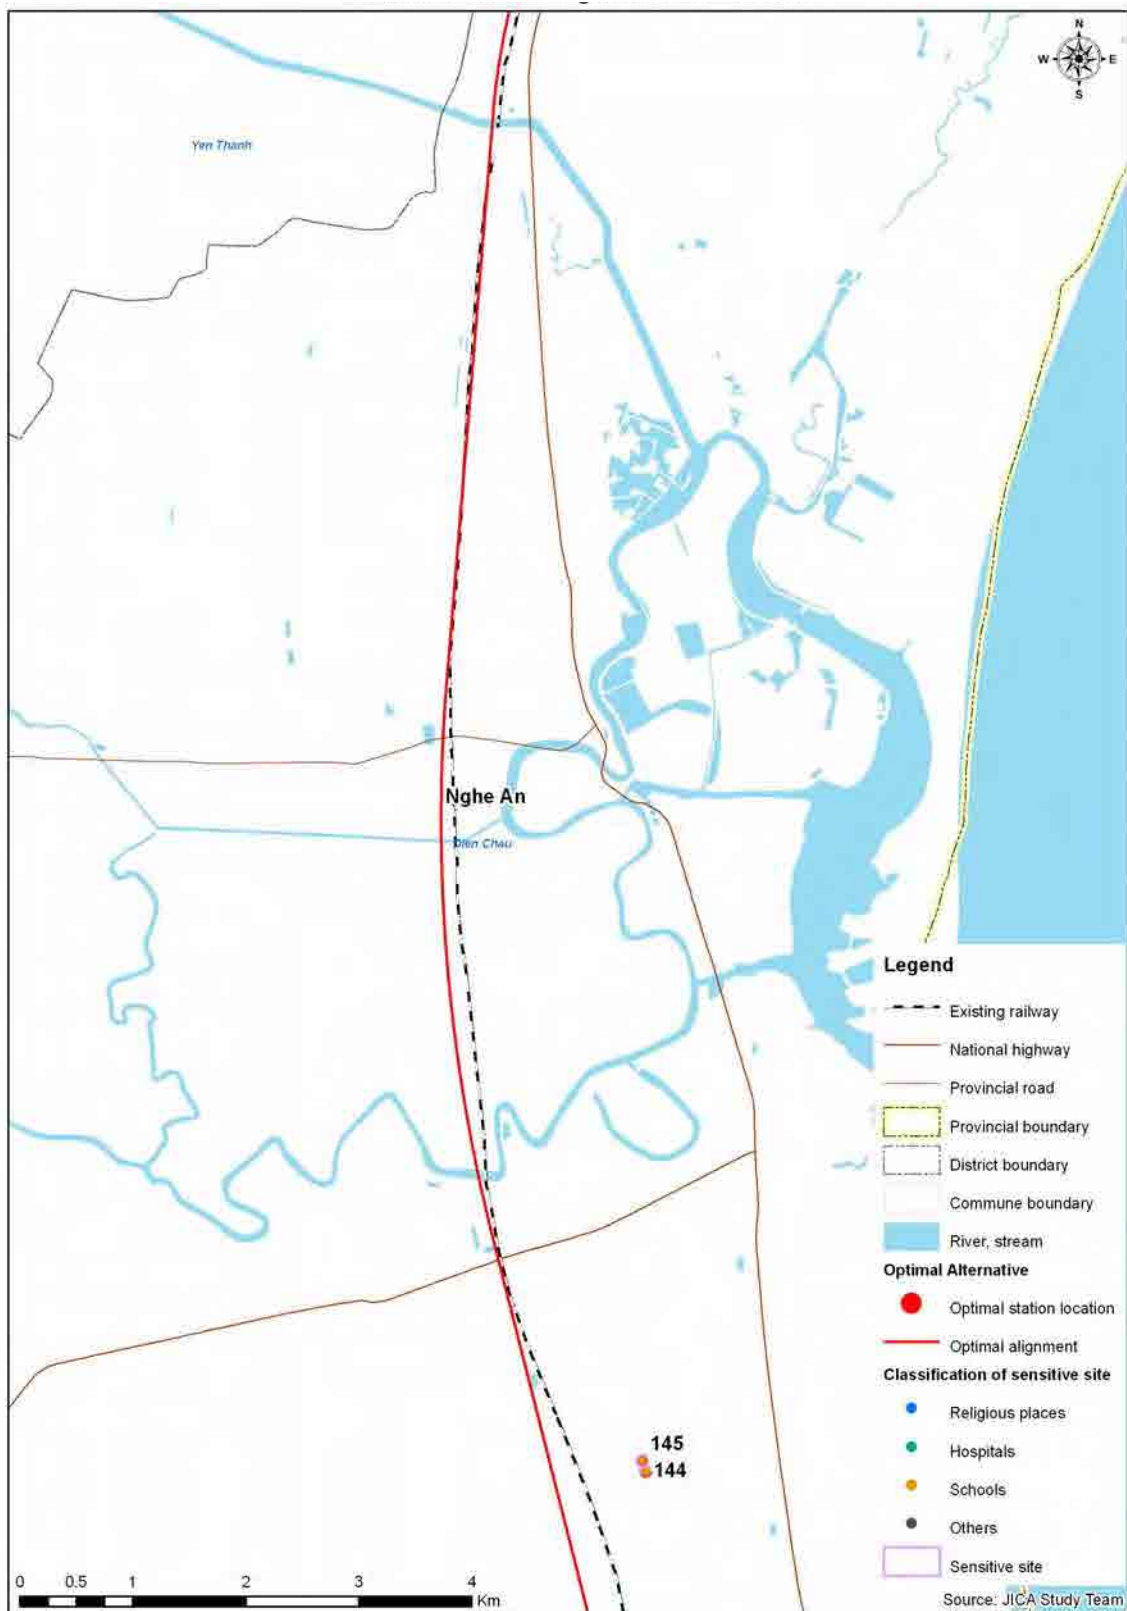 N
W E
S
Yen Thanh
Nghe An
Dien Chau
Legend
Existing railway
National highway
Provincial road
Provincial boundary
District boundary
Commune boundary
River, stream
Optimal Alternative
Optimal station location
Optimal alignment
Classification of sensitive site
Religious places
Hospitals
Schools
Others
Sensitive site
145
144
0 0.5 1 2 3 4
Km
Source: JICA Study Team